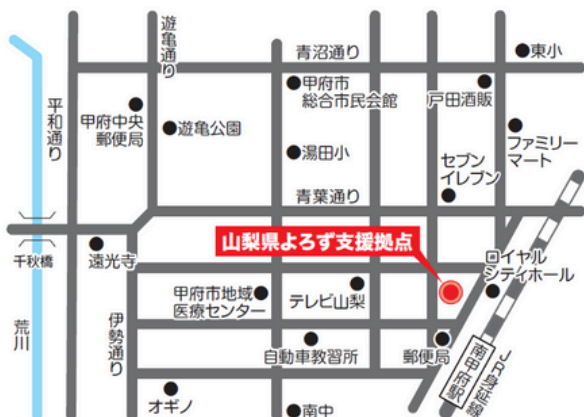 遊亀通り
青沼通り
東小
平和通り
甲府市
総合市民会館
戸田酒販
甲府中央
郵便局
遊亀公園
ファミリー
マート
湯田小
セブン
イレブン
青葉通り
山梨県よろず支援拠点
千秋橋
遠光寺
ロイヤル
シティホール
荒川
伊勢通り
甲府市地域
医療センター
テレビ山梨
自動車教習所
郵便局
南甲府駅
JR身延線
オギノ
南中